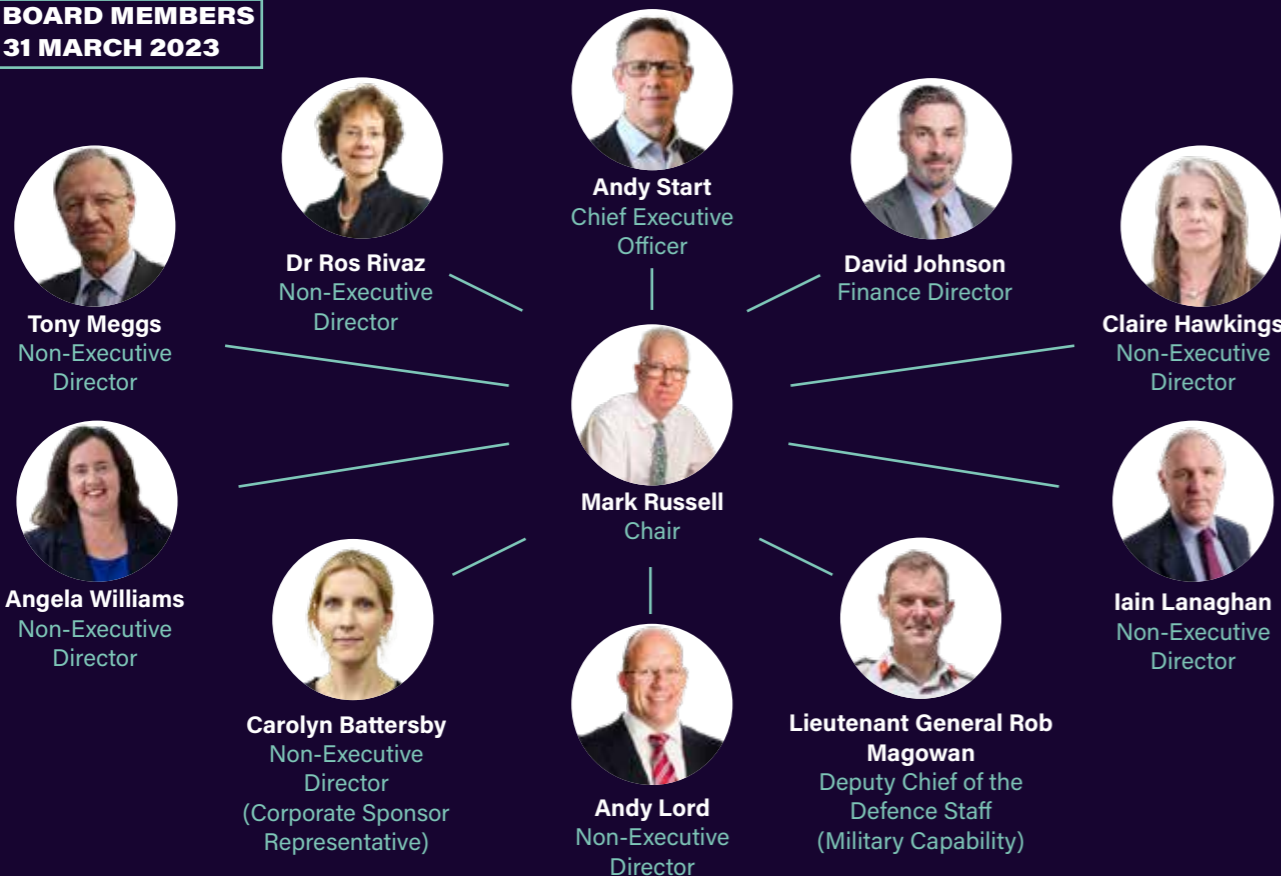 BOARD MEMBERS
31 MARCH 2023
Andy Start
Chief Executive
Officer
Dr Ros Rivaz
Non-Executive
Director
David Johnson
Finance Director
Tony Meggs
Non-Executive
Director
Claire Hawkings
Non-Executive
Director
Mark Russell
Chair
Angela Williams
Non-Executive
Director
Iain Lanaghan
Non-Executive
Director
Carolyn Battersby
Non-Executive
Director
(Corporate Sponsor
Representative)
Andy Lord
Non-Executive
Director
Lieutenant General Rob
Magowan
Deputy Chief of the
Defence Staff
(Military Capability)